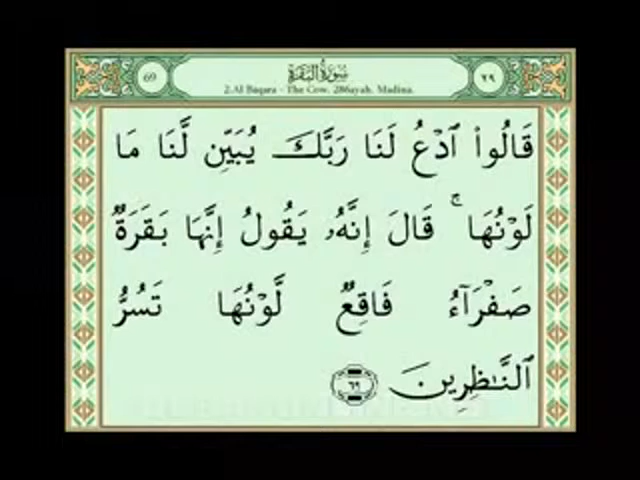 69 سورة البقرة ٦٩
2.Al Baqara - The Cow. 286ayah. Madina.
قَالُوا۟ ٱدْعُ لَنَا رَبَّكَ يُبَيِّن لَّنَا مَا
لَوْنُهَا ۚ قَالَ إِنَّهُۥ يَقُولُ إِنَّهَا بَقَرَةٌ
صَفْرَآءُ فَاقِعٌ لَّوْنُهَا تَسُرُّ
ٱلنَّـٰظِرِينَ ٦٩